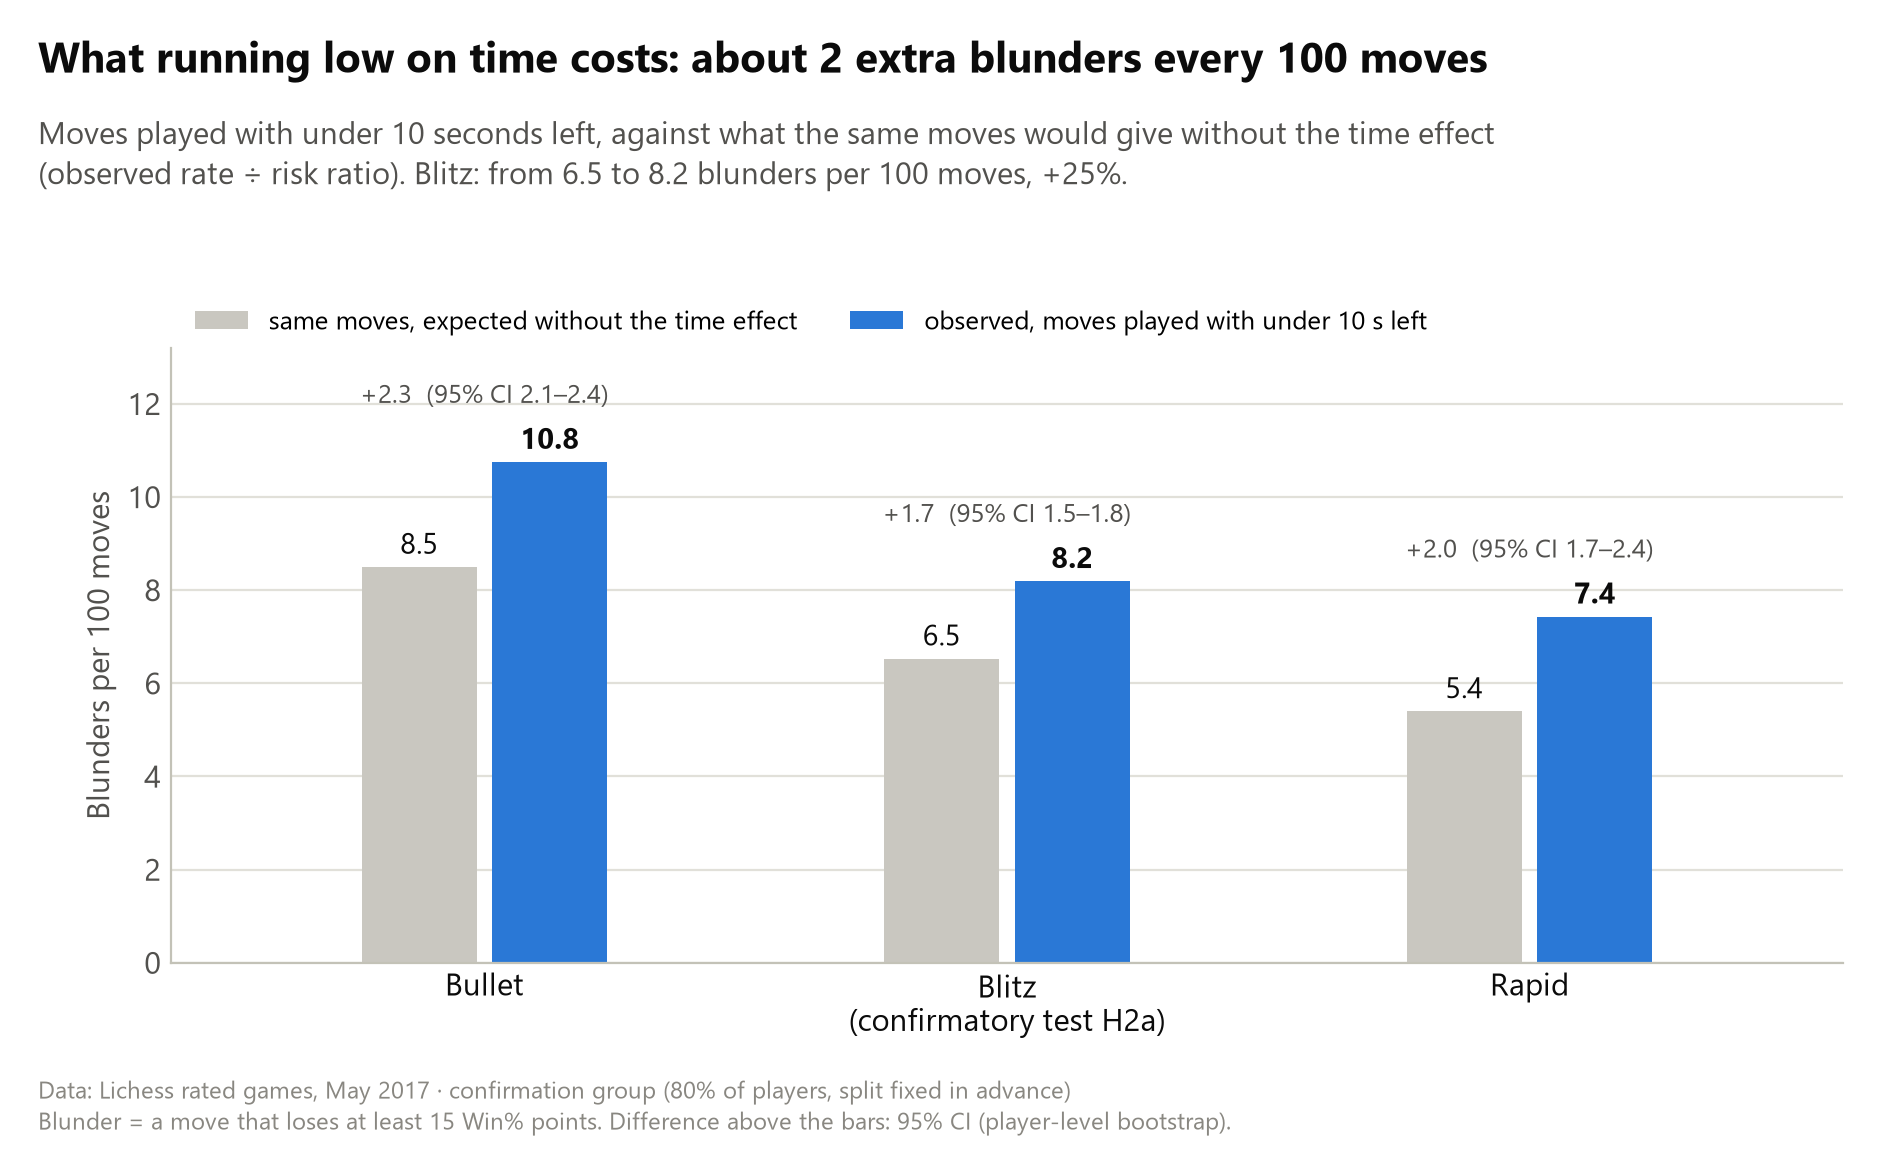 What running low on time costs: about 2 extra blunders every 100 moves
Moves played with under 10 seconds left, against what the same moves would give without the time effect
(observed rate ÷ risk ratio). Blitz: from 6.5 to 8.2 blunders per 100 moves, +25%.
same moves, expected without the time effect
observed, moves played with under 10 s left
Blunders per 100 moves
12
10
8
6
4
2
0
+2.3 (95% CI 2.1–2.4)
8.5
10.8
+1.7 (95% CI 1.5–1.8)
6.5
8.2
+2.0 (95% CI 1.7–2.4)
5.4
7.4
Bullet
Blitz
(confirmatory test H2a)
Rapid
Data: Lichess rated games, May 2017 · confirmation group (80% of players, split fixed in advance)
Blunder = a move that loses at least 15 Win% points. Difference above the bars: 95% CI (player-level bootstrap).